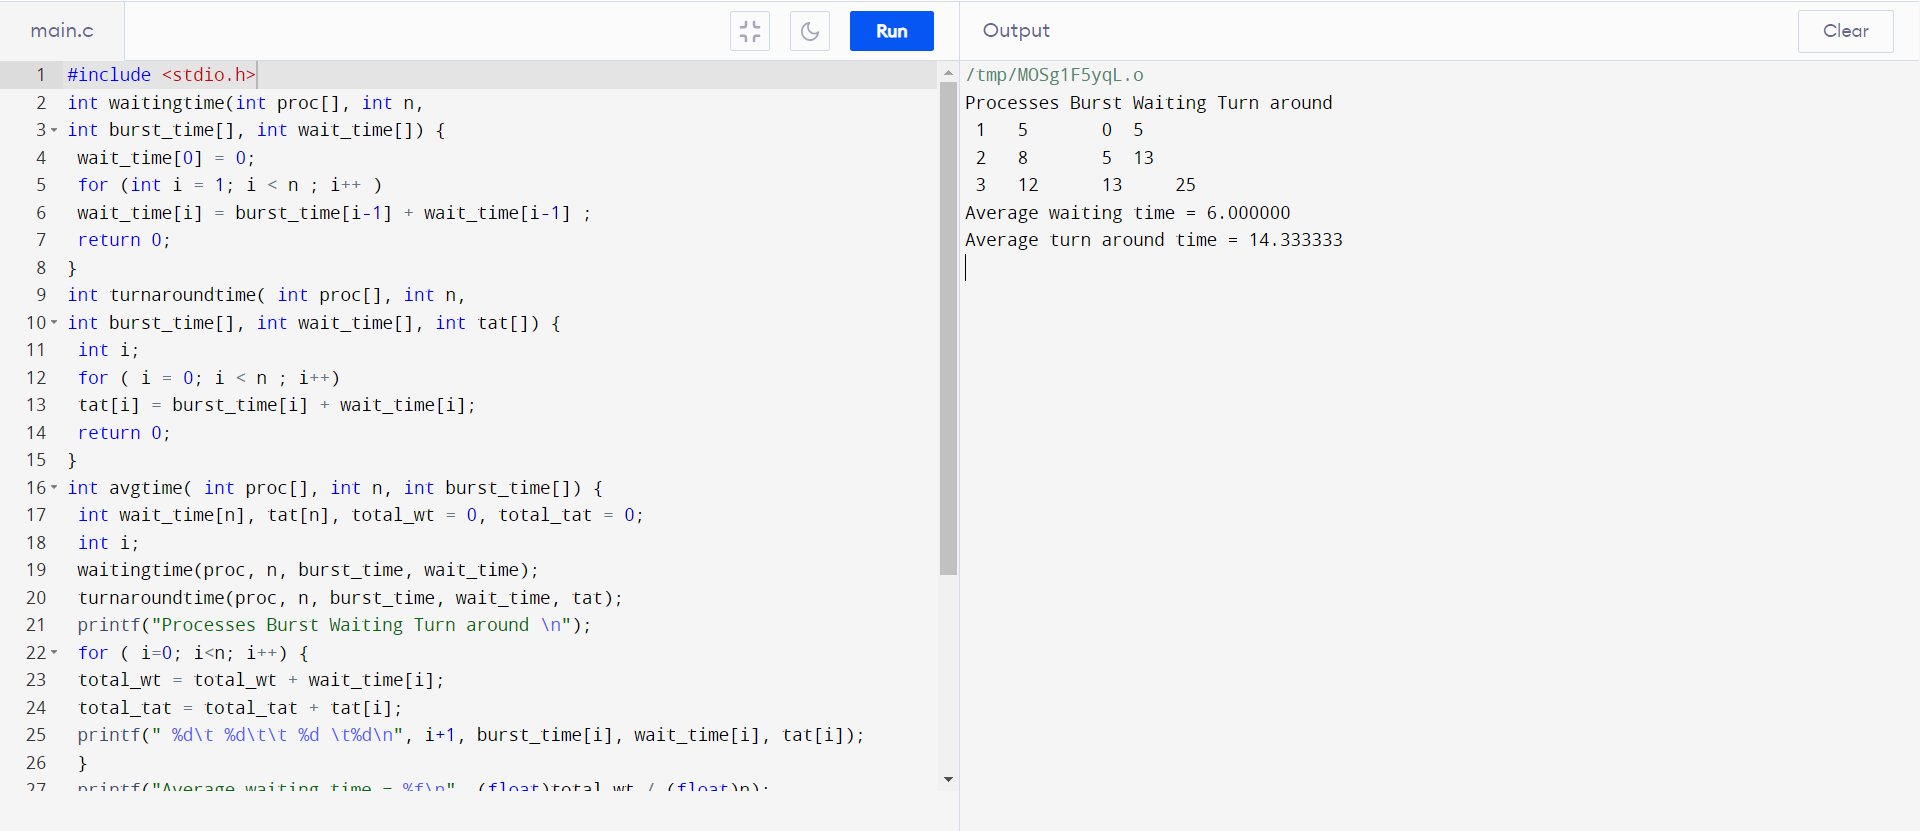 main.c
Run
Output
Clear
1 #include <stdio.h>
2 int waitingtime(int proc[], int n,
3 int burst_time[], int wait_time[]) {
4 wait_time[0] = 0;
5 for (int i = 1; i < n ; i++ )
6 wait_time[i] = burst_time[i-1] + wait_time[i-1] ;
7 return 0;
8 }
9 int turnaroundtime( int proc[], int n,
10 int burst_time[], int wait_time[], int tat[]) {
11 int i;
12 for ( i = 0; i < n ; i++)
13 tat[i] = burst_time[i] + wait_time[i];
14 return 0;
15 }
16 int avgtime( int proc[], int n, int burst_time[]) {
17 int wait_time[n], tat[n], total_wt = 0, total_tat = 0;
18 int i;
19 waitingtime(proc, n, burst_time, wait_time);
20 turnaroundtime(proc, n, burst_time, wait_time, tat);
21 printf("Processes Burst Waiting Turn around \n");
22 for ( i=0; i<n; i++) {
23 total_wt = total_wt + wait_time[i];
24 total_tat = total_tat + tat[i];
25 printf(" %d\t %d\t\t %d \t%d\n", i+1, burst_time[i], wait_time[i], tat[i]);
26 }
27 printf("Average waiting time = %f\n", (float)total_wt / (float)n);
/tmp/MOSg1F5yqL.o
Processes Burst Waiting Turn around
1 5 0 5
2 8 5 13
3 12 13 25
Average waiting time = 6.000000
Average turn around time = 14.333333